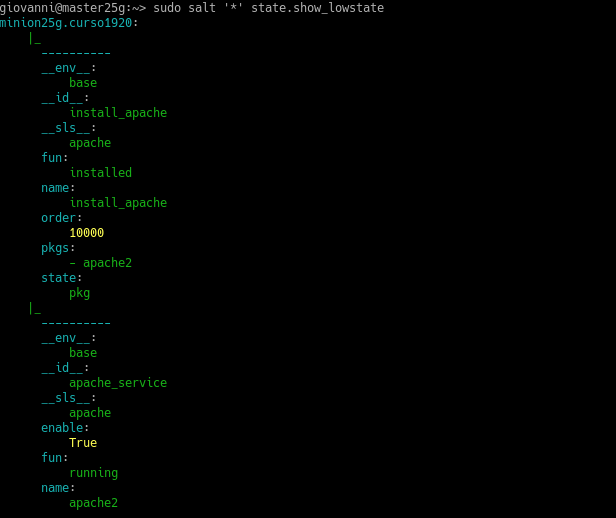 giovanni@master25g:~> sudo salt '*' state.show_lowstate
minion25g.curso1920:
    |_
      ----------
      __env__:
          base
      __id__:
          install_apache
      __sls__:
          apache
      fun:
          installed
      name:
          install_apache
      order:
          10000
      pkgs:
          - apache2
      state:
          pkg
    |_
      ----------
      __env__:
          base
      __id__:
          apache_service
      __sls__:
          apache
      enable:
          True
      fun:
          running
      name:
          apache2